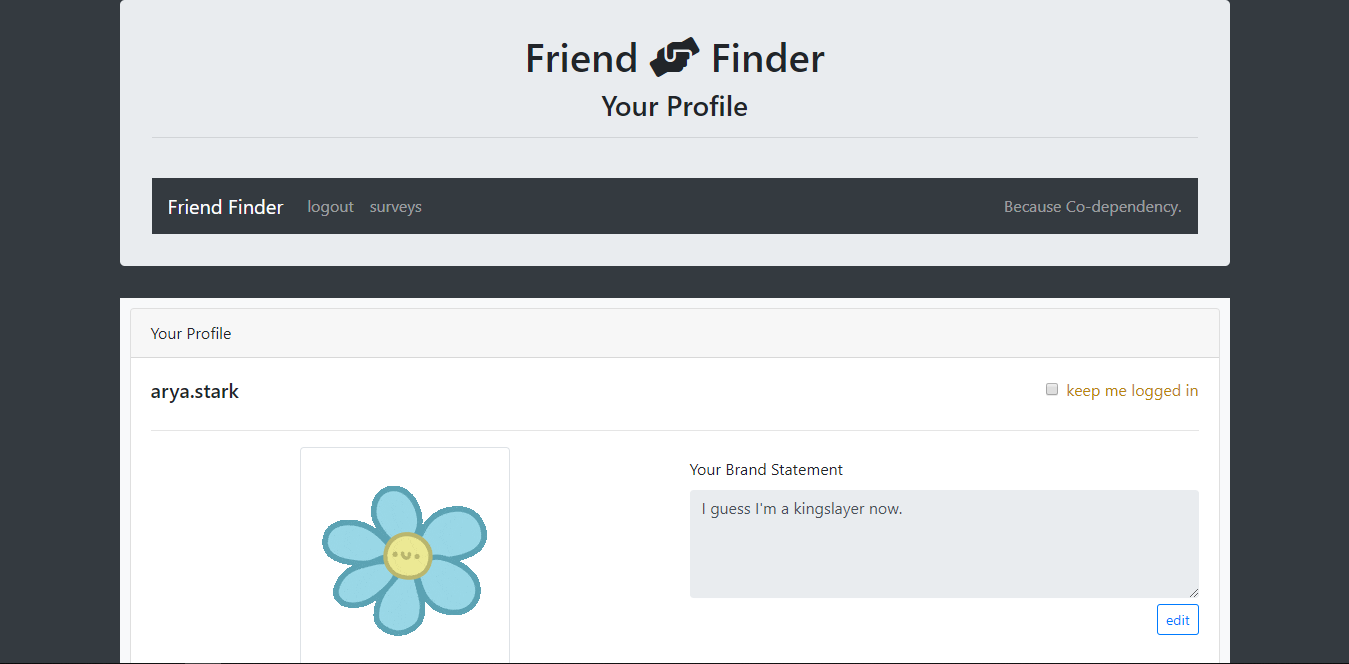 Friend Finder
Your Profile
Friend Finder logout surveys Because Co-dependency.
Your Profile
arya.stark keep me logged in
Your Brand Statement
I guess I'm a kingslayer now.
edit